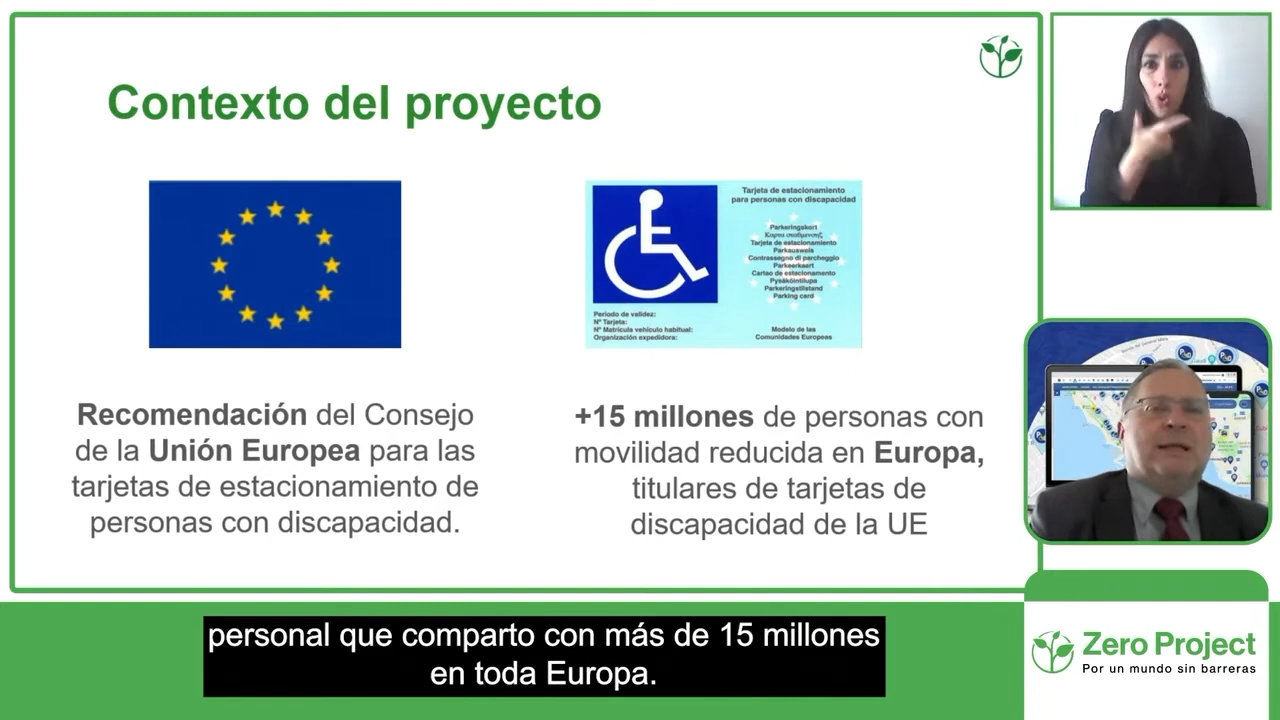 Contexto del proyecto
Tarjeta de estacionamiento
para personas con discapacidad
Parkeringskort
Tarjeta de estacionamiento
Parkausweis
Contrassegno di parcheggio
Parkeerkaart
Cartao de estacionamento
Pysäköintilupa
Parkeringstillstand
Parking card
Periodo de validez:
Nº Tarjeta:
Nº Matrícula vehículo habitual:
Organización expedidora:
Modelo de las
Comunidades Europeas
Recomendación del Consejo
de la Unión Europea para las
tarjetas de estacionamiento de
personas con discapacidad.
+15 millones de personas con
movilidad reducida en Europa,
titulares de tarjetas de
discapacidad de la UE
personal que comparto con más de 15 millones
en toda Europa.
Zero Project
Por un mundo sin barreras